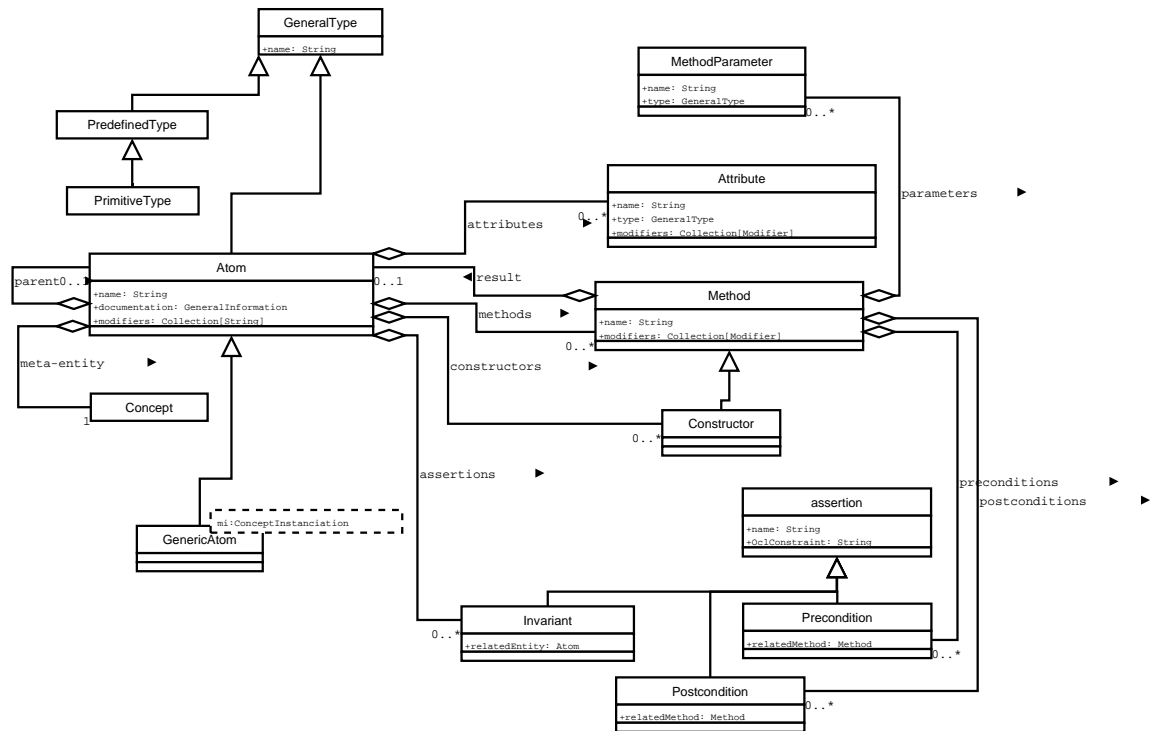 GeneralType
+name: String
MethodParameter
+name: String
+type: GeneralType
0..*
PredefinedType
PrimitiveType
Attribute
+name: String
+type: GeneralType
+modifiers: Collection[Modifier]
parameters
0..*
attributes
Atom
+name: String
+documentation: GeneralInformation
+modifiers: Collection[String]
parent0..1
0..1
result
Method
+name: String
+modifiers: Collection[Modifier]
methods
0..*
meta-entity
constructors
Concept
1
Constructor
0..*
assertions
preconditions
postconditions
assertion
+name: String
+OclConstraint: String
mi:ConceptInstanciation
GenericAtom
Invariant
+relatedEntity: Atom
0..*
Precondition
+relatedMethod: Method
0..*
Postcondition
+relatedMethod: Method
0..*